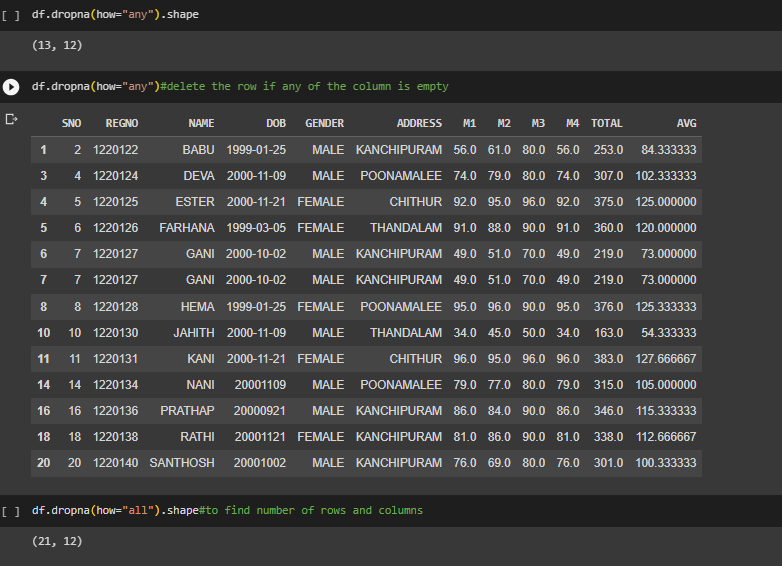 [ ] df.dropna(how="any").shape
(13, 12)
df.dropna(how="any")#delete the row if any of the column is empty
SNO REGNO NAME DOB GENDER ADDRESS M1 M2 M3 M4 TOTAL AVG
1 2 1220122 BABU 1999-01-25 MALE KANCHIPURAM 56.0 61.0 80.0 56.0 253.0 84.333333
3 4 1220124 DEVA 2000-11-09 MALE POONAMALEE 74.0 79.0 80.0 74.0 307.0 102.333333
4 5 1220125 ESTER 2000-11-21 FEMALE CHITHUR 92.0 95.0 96.0 92.0 375.0 125.000000
5 6 1220126 FARHANA 1999-03-05 FEMALE THANDALAM 91.0 88.0 90.0 91.0 360.0 120.000000
6 7 1220127 GANI 2000-10-02 MALE KANCHIPURAM 49.0 51.0 70.0 49.0 219.0 73.000000
7 7 1220127 GANI 2000-10-02 MALE KANCHIPURAM 49.0 51.0 70.0 49.0 219.0 73.000000
8 8 1220128 HEMA 1999-01-25 FEMALE POONAMALEE 95.0 96.0 90.0 95.0 376.0 125.333333
10 10 1220130 JAHITH 2000-11-09 MALE THANDALAM 34.0 45.0 50.0 34.0 163.0 54.333333
11 11 1220131 KANI 2000-11-21 FEMALE CHITHUR 96.0 95.0 96.0 96.0 383.0 127.666667
14 14 1220134 NANI 20001109 MALE POONAMALEE 79.0 77.0 80.0 79.0 315.0 105.000000
16 16 1220136 PRATHAP 20000921 MALE KANCHIPURAM 86.0 84.0 90.0 86.0 346.0 115.333333
18 18 1220138 RATHI 20001121 FEMALE KANCHIPURAM 81.0 86.0 90.0 81.0 338.0 112.666667
20 20 1220140 SANTHOSH 20001002 MALE KANCHIPURAM 76.0 69.0 80.0 76.0 301.0 100.333333
[ ] df.dropna(how="all").shape#to find number of rows and columns
(21, 12)